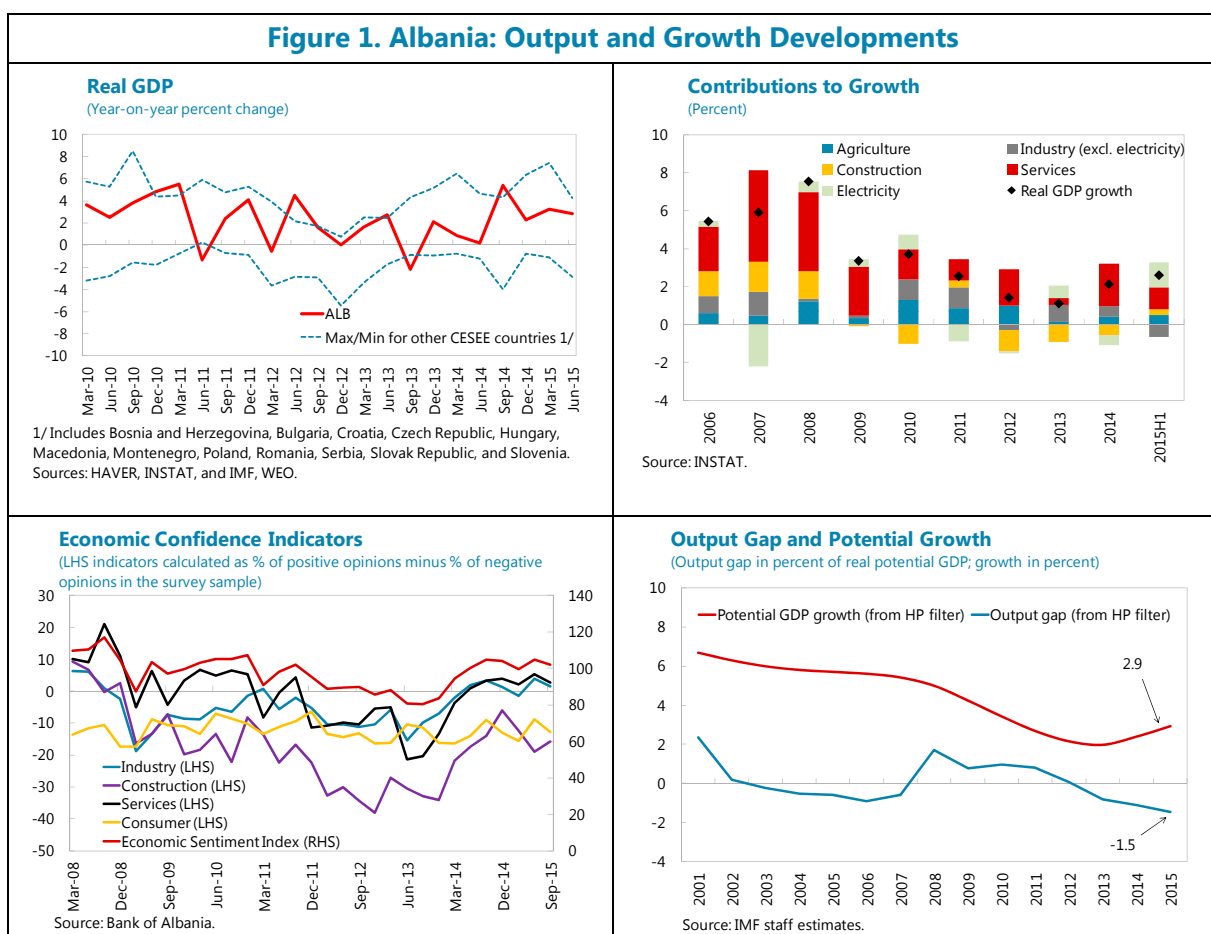 Figure 1. Albania: Output and Growth Developments
Real GDP
(Year-on-year percent change)
10
8
6
4
2
0
-2
-4
-6
-8
-10
ALB
Max/Min for other CESEE countries 1/
Mar-10
Jun-10
Sep-10
Dec-10
Mar-11
Jun-11
Sep-11
Dec-11
Mar-12
Jun-12
Sep-12
Dec-12
Mar-13
Jun-13
Sep-13
Dec-13
Mar-14
Jun-14
Sep-14
Dec-14
Mar-15
Jun-15
1/ Includes Bosnia and Herzegovina, Bulgaria, Croatia, Czech Republic, Hungary,
Macedonia, Montenegro, Poland, Romania, Serbia, Slovak Republic, and Slovenia.
Sources: HAVER, INSTAT, and IMF, WEO.
Contributions to Growth
(Percent)
10
8
6
4
2
0
-2
-4
Agriculture
Industry (excl. electricity)
Construction
Services
Electricity
Real GDP growth
2006
2007
2008
2009
2010
2011
2012
2013
2014
2015H1
Source: INSTAT.
Economic Confidence Indicators
(LHS indicators calculated as % of positive opinions minus % of negative
opinions in the survey sample)
30
20
10
0
-10
-20
-30
-40
-50
140
120
100
80
60
40
20
0
Industry (LHS)
Construction (LHS)
Services (LHS)
Consumer (LHS)
Economic Sentiment Index (RHS)
Mar-08
Dec-08
Sep-09
Jun-10
Mar-11
Dec-11
Sep-12
Jun-13
Mar-14
Dec-14
Sep-15
Source: Bank of Albania.
Output Gap and Potential Growth
(Output gap in percent of real potential GDP; growth in percent)
10
8
6
4
2
0
-2
-4
Potential GDP growth (from HP filter)
Output gap (from HP filter)
2.9
-1.5
2001
2002
2003
2004
2005
2006
2007
2008
2009
2010
2011
2012
2013
2014
2015
Source: IMF staff estimates.